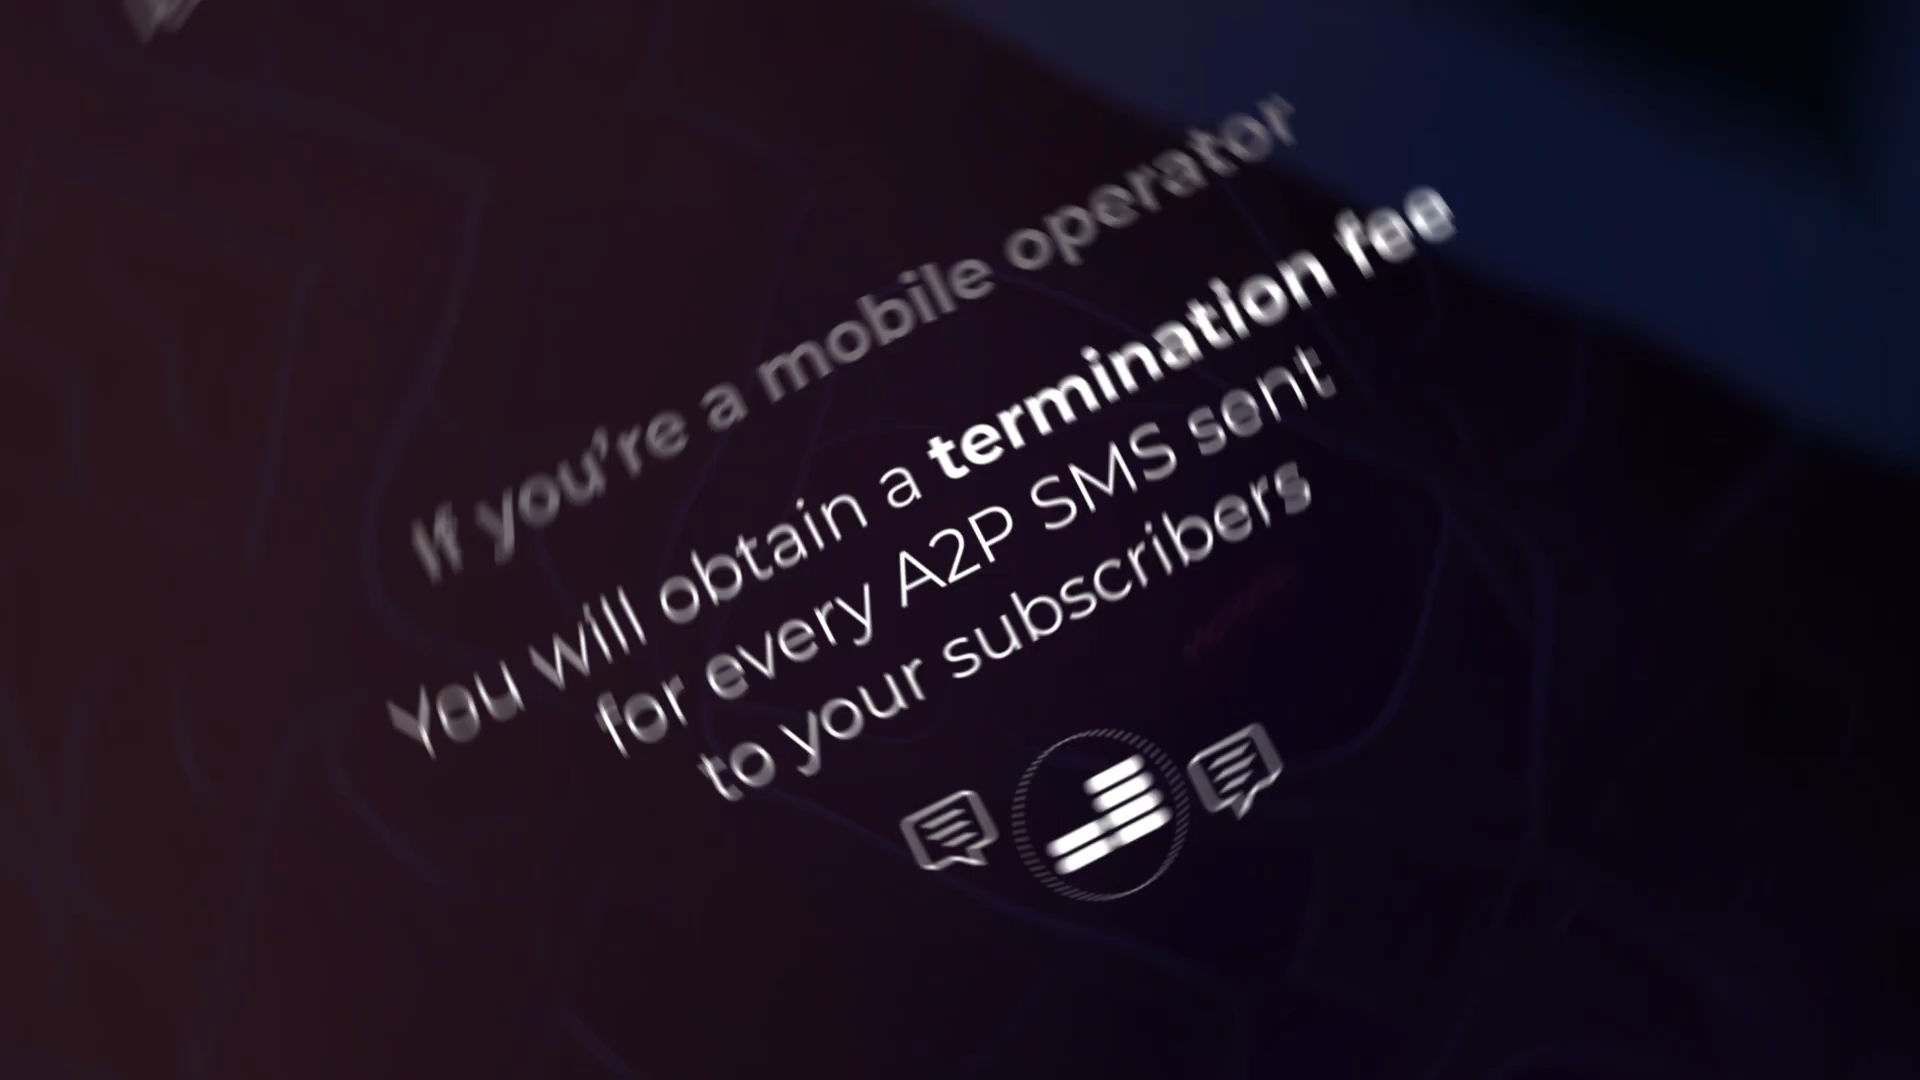 If you're a mobile operator
You will obtain a termination fee
for every A2P SMS sent
to your subscribers